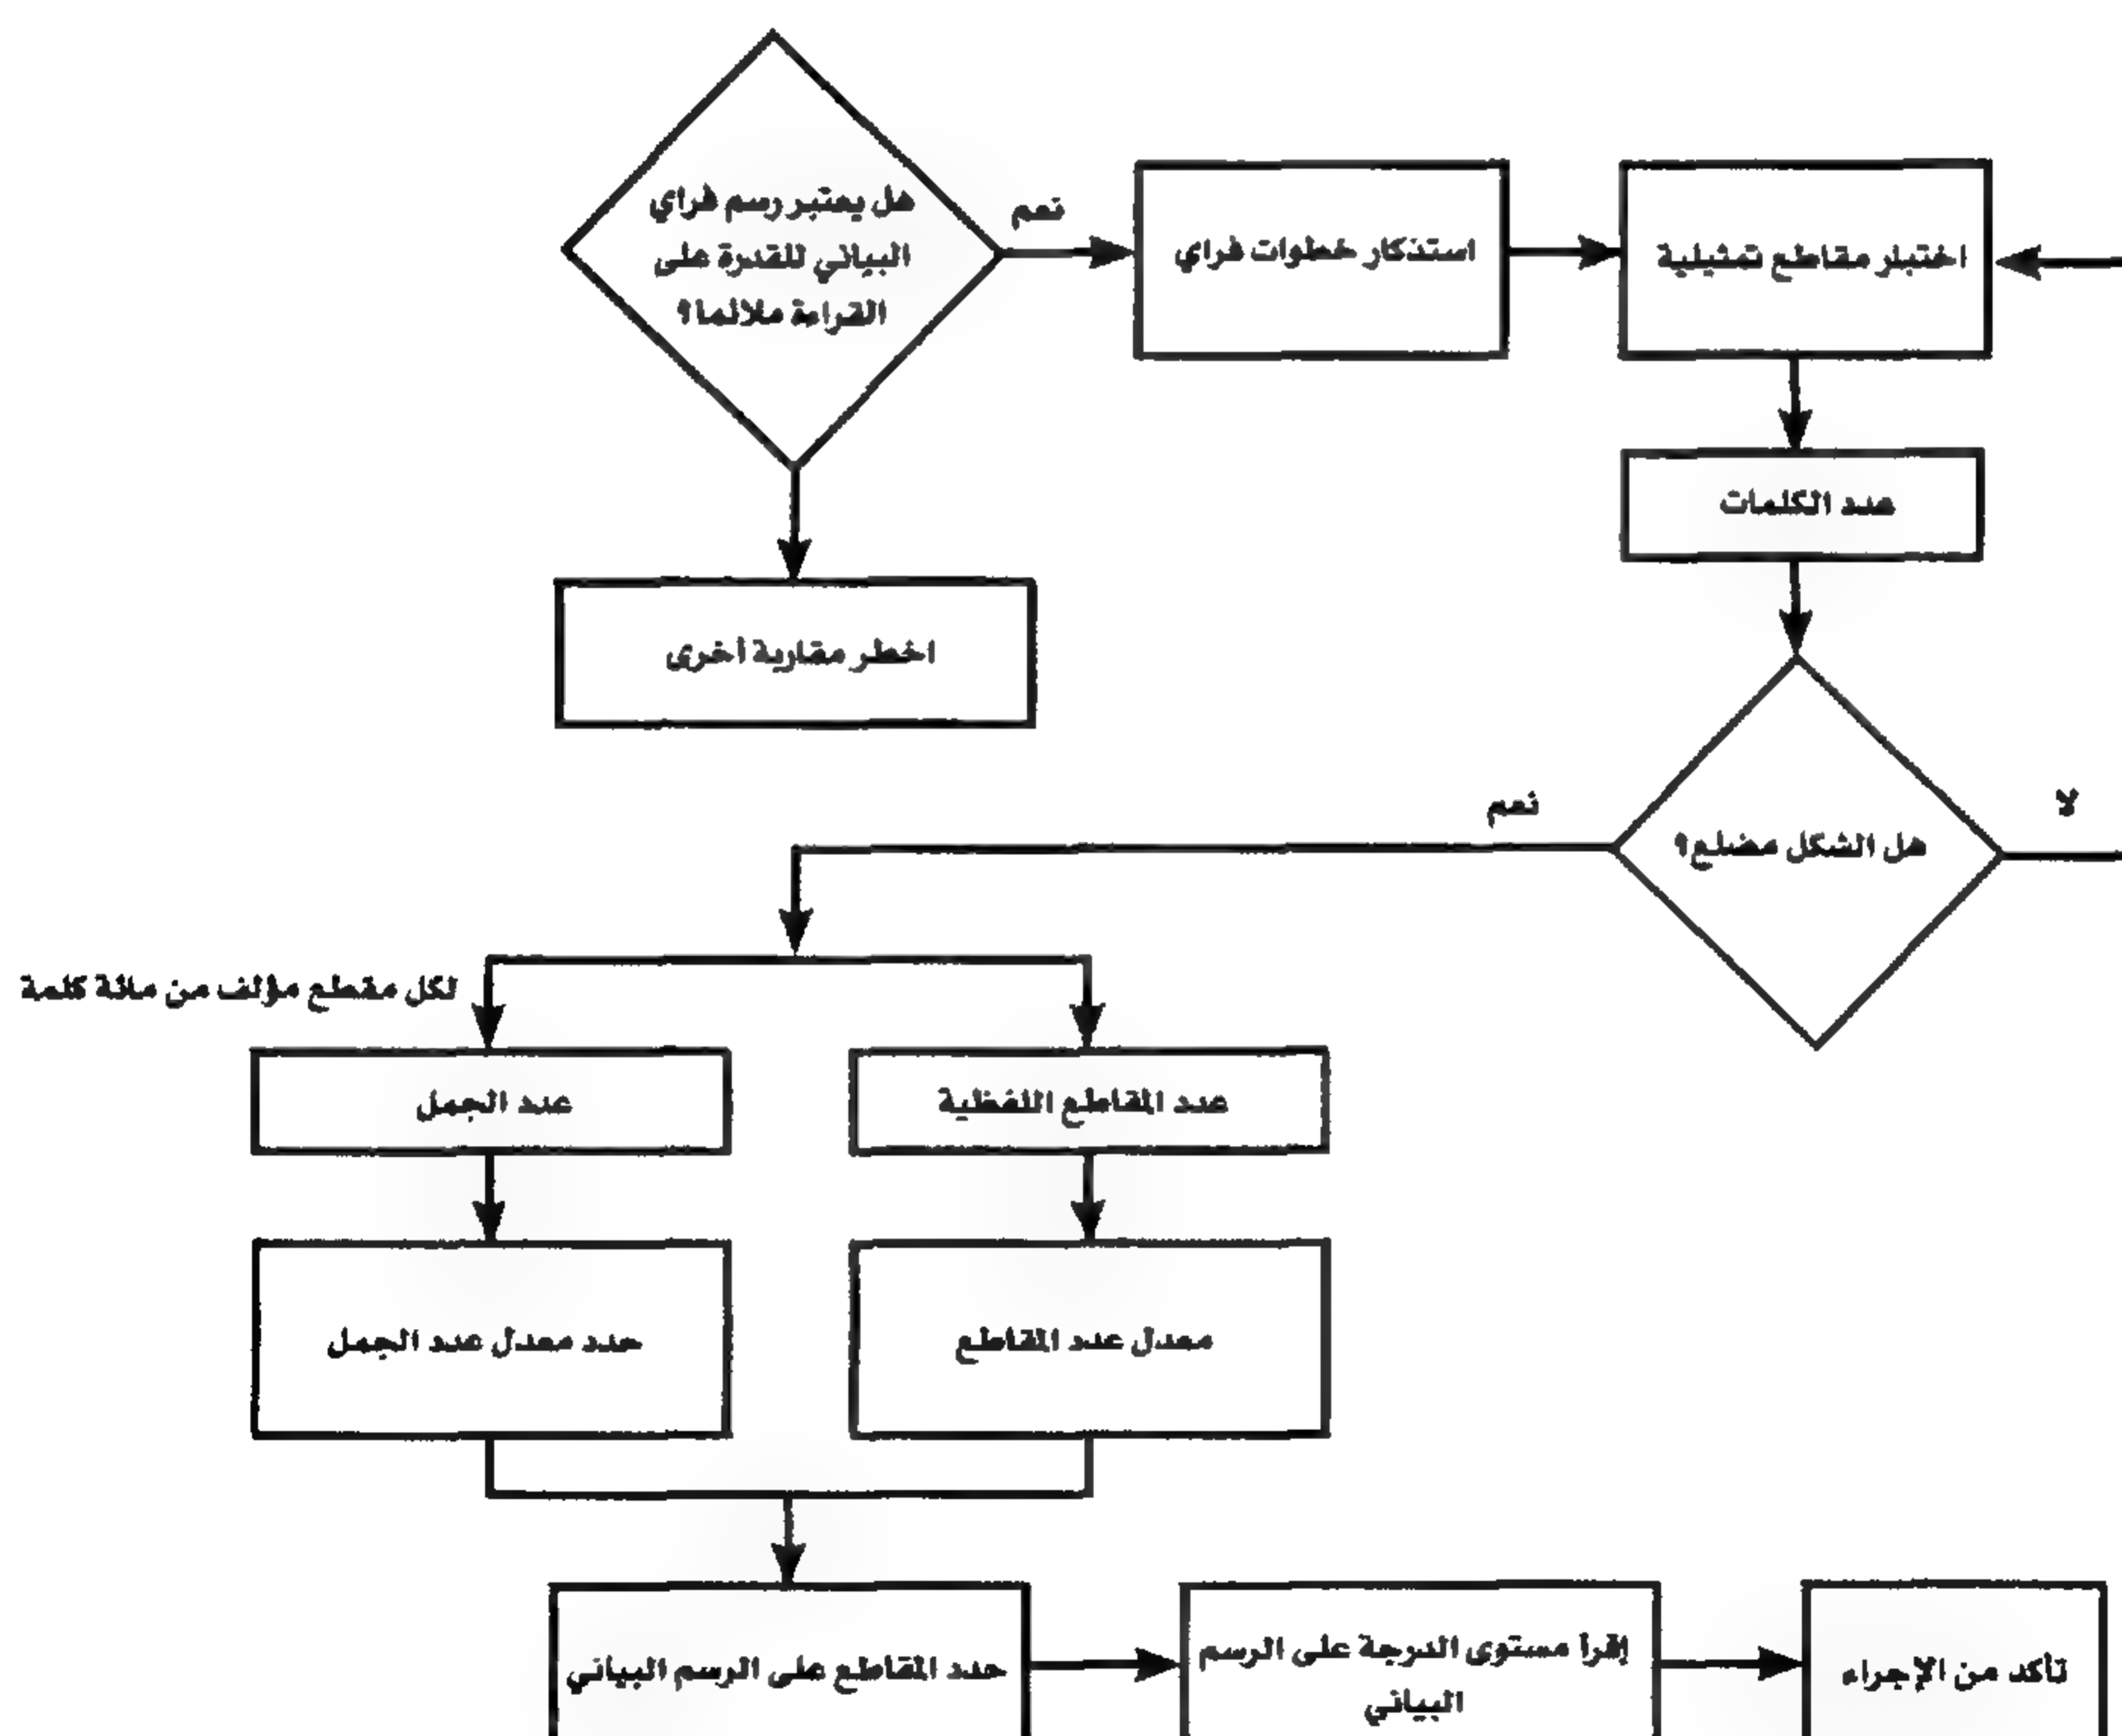 هل يعتبر رسم فراي
البياني للقدرة على
القراءة ملائما؟
نعم
استذكار خطوات فراي
اختبار مقاطع تمثيلية
عدد الكلمات
اخطر مقاربة أخرى
هل الشكل مضلع؟
نعم
لا
لكل مقطع مؤلف من مائة كلمة
عدد الجمل
عدد المقاطع اللفظية
حدد معدل عدد الجمل
معدل عدد المقاطع
حدد المقاطع على الرسم البياني
إقرا مستوى الدرجة على الرسم
البياني
تأكد من الإجراء